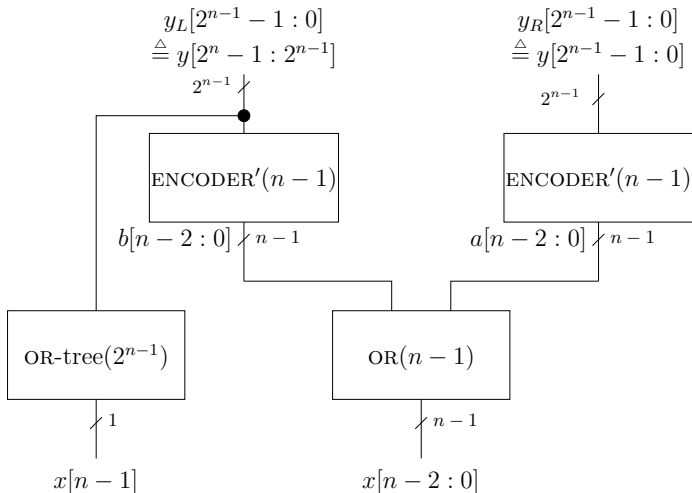 y_L[2^{n-1} − 1 : 0] y_R[2^{n-1} − 1 : 0]
≜ y[2^n − 1 : 2^{n-1}] ≜ y[2^{n-1} − 1 : 0]
2^{n-1} 2^{n-1}
ENCODER′(n − 1) ENCODER′(n − 1)
b[n − 2 : 0] n − 1 a[n − 2 : 0] n − 1
OR-tree(2^{n-1}) OR(n − 1)
1 n − 1
x[n − 1] x[n − 2 : 0]